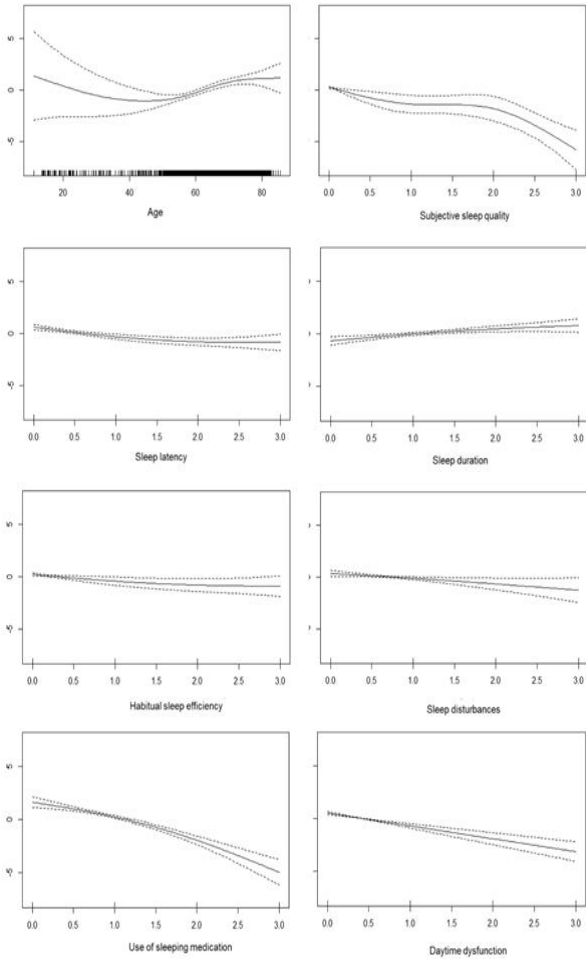 5
0
-5
20 40 60 80
Age
0.0 0.5 1.0 1.5 2.0 2.5 3.0
Subjective sleep quality
5
0
-5
0.0 0.5 1.0 1.5 2.0 2.5 3.0
Sleep latency
0.0 0.5 1.0 1.5 2.0 2.5 3.0
Sleep duration
5
0
-5
0.0 0.5 1.0 1.5 2.0 2.5 3.0
Habitual sleep efficiency
0.0 0.5 1.0 1.5 2.0 2.5 3.0
Sleep disturbances
5
0
-5
0.0 0.5 1.0 1.5 2.0 2.5 3.0
Use of sleeping medication
0.0 0.5 1.0 1.5 2.0 2.5 3.0
Daytime dysfunction